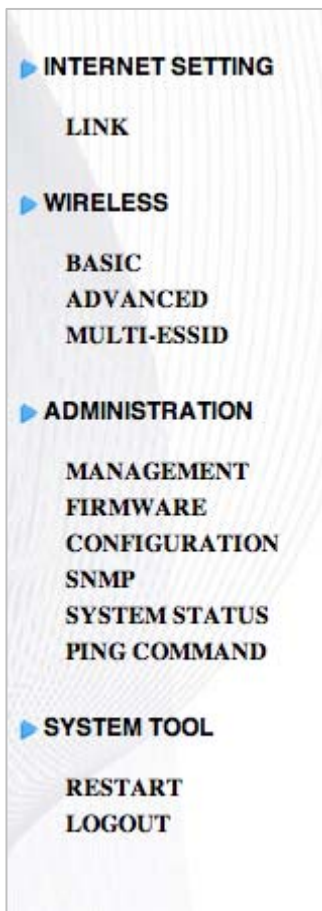 INTERNET SETTING
LINK
WIRELESS
BASIC
ADVANCED
MULTI-ESSID
ADMINISTRATION
MANAGEMENT
FIRMWARE
CONFIGURATION
SNMP
SYSTEM STATUS
PING COMMAND
SYSTEM TOOL
RESTART
LOGOUT